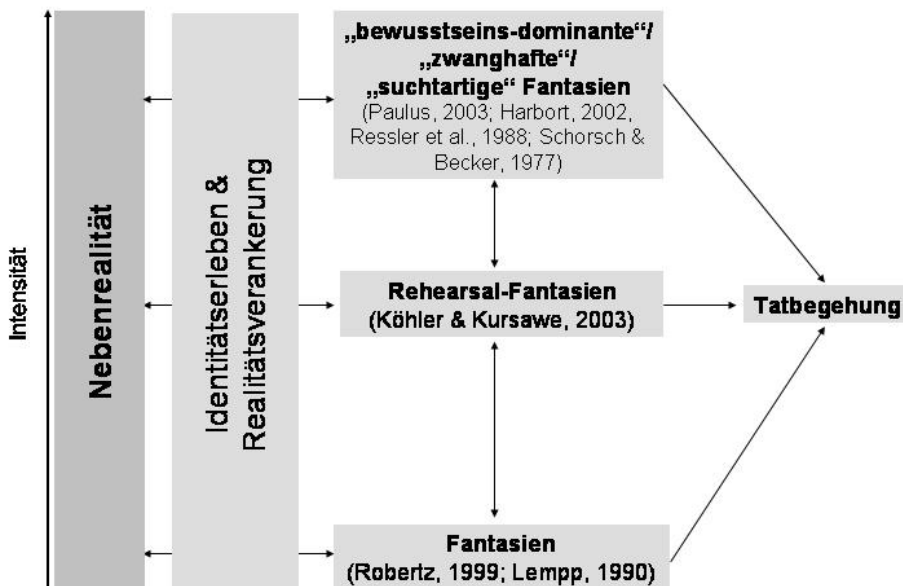 Intensität
Nebenrealität
Identitätserleben &
Realitätsverankerung
„bewusstseins-dominante“/
„zwanghafte“/
„suchtartige“ Fantasien
(Paulus, 2003; Harbort, 2002,
Ressler et al., 1988; Schorsch &
Becker, 1977)
Rehearsal-Fantasien
(Köhler & Kursawe, 2003)
Tatbegehung
Fantasien
(Robertz, 1999; Lempp, 1990)